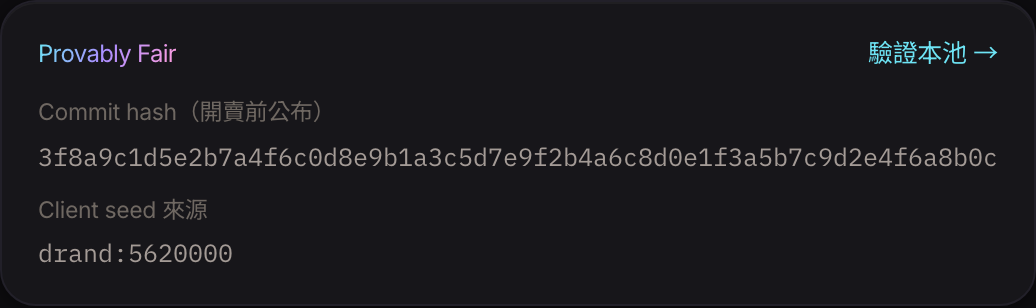 Provably Fair
驗證本池 →
Commit hash（開賣前公布）
3f8a9c1d5e2b7a4f6c0d8e9b1a3c5d7e9f2b4a6c8d0e1f3a5b7c9d2e4f6a8b0c
Client seed 來源
drand:5620000